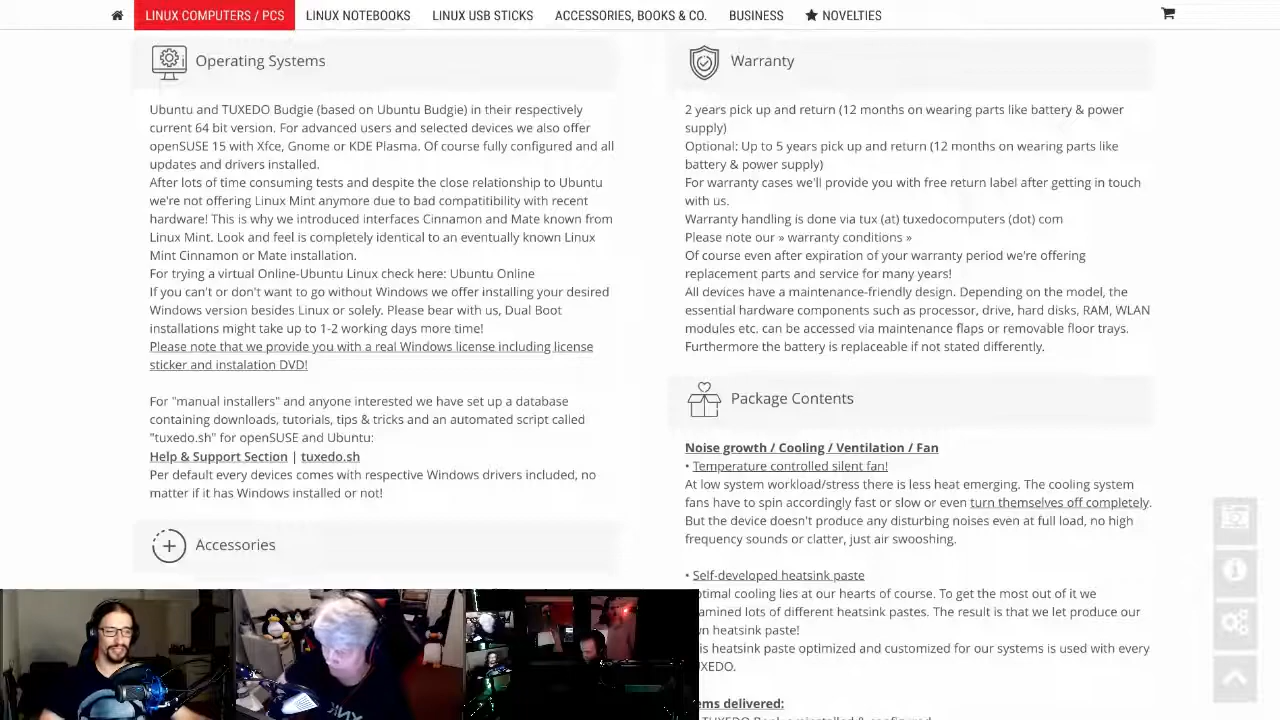 LINUX COMPUTERS / PCS LINUX NOTEBOOKS LINUX USB STICKS ACCESSORIES, BOOKS & CO. BUSINESS NOVELTIES
Operating Systems
Ubuntu and TUXEDO Budgie (based on Ubuntu Budgie) in their respectively
current 64 bit version. For advanced users and selected devices we also offer
openSUSE 15 with Xfce, Gnome or KDE Plasma. Of course fully configured and all
updates and drivers installed.
After lots of time consuming tests and despite the close relationship to Ubuntu
we're not offering Linux Mint anymore due to bad compatitibility with recent
hardware! This is why we introduced interfaces Cinnamon and Mate known from
Linux Mint. Look and feel is completely identical to an eventually known Linux
Mint Cinnamon or Mate installation.
For trying a virtual Online-Ubuntu Linux check here: Ubuntu Online
If you can't or don't want to go without Windows we offer installing your desired
Windows version besides Linux or solely. Please bear with us, Dual Boot
installations might take up to 1-2 working days more time!
Please note that we provide you with a real Windows license including license
sticker and instalation DVD!
For "manual installers" and anyone interested we have set up a database
containing downloads, tutorials, tips & tricks and an automated script called
"tuxedo.sh" for openSUSE and Ubuntu:
Help & Support Section | tuxedo.sh
Per default every devices comes with respective Windows drivers included, no
matter if it has Windows installed or not!
Accessories
Warranty
2 years pick up and return (12 months on wearing parts like battery & power
supply)
Optional: Up to 5 years pick up and return (12 months on wearing parts like
battery & power supply)
For warranty cases we'll provide you with free return label after getting in touch
with us.
Warranty handling is done via tux (at) tuxedocomputers (dot) com
Please note our » warranty conditions »
Of course even after expiration of your warranty period we're offering
replacement parts and service for many years!
All devices have a maintenance-friendly design. Depending on the model, the
essential hardware components such as processor, drive, hard disks, RAM, WLAN
modules etc. can be accessed via maintenance flaps or removable floor trays.
Furthermore the battery is replaceable if not stated differently.
Package Contents
Noise growth / Cooling / Ventilation / Fan
• Temperature controlled silent fan!
At low system workload/stress there is less heat emerging. The cooling system
fans have to spin accordingly fast or slow or even turn themselves off completely.
But the device doesn't produce any disturbing noises even at full load, no high
frequency sounds or clatter, just air swooshing.
• Self-developed heatsink paste
ptimal cooling lies at our hearts of course. To get the most out of it we
amined lots of different heatsink pastes. The result is that we let produce our
n heatsink paste!
is heatsink paste optimized and customized for our systems is used with every
XEDO.
ems delivered: